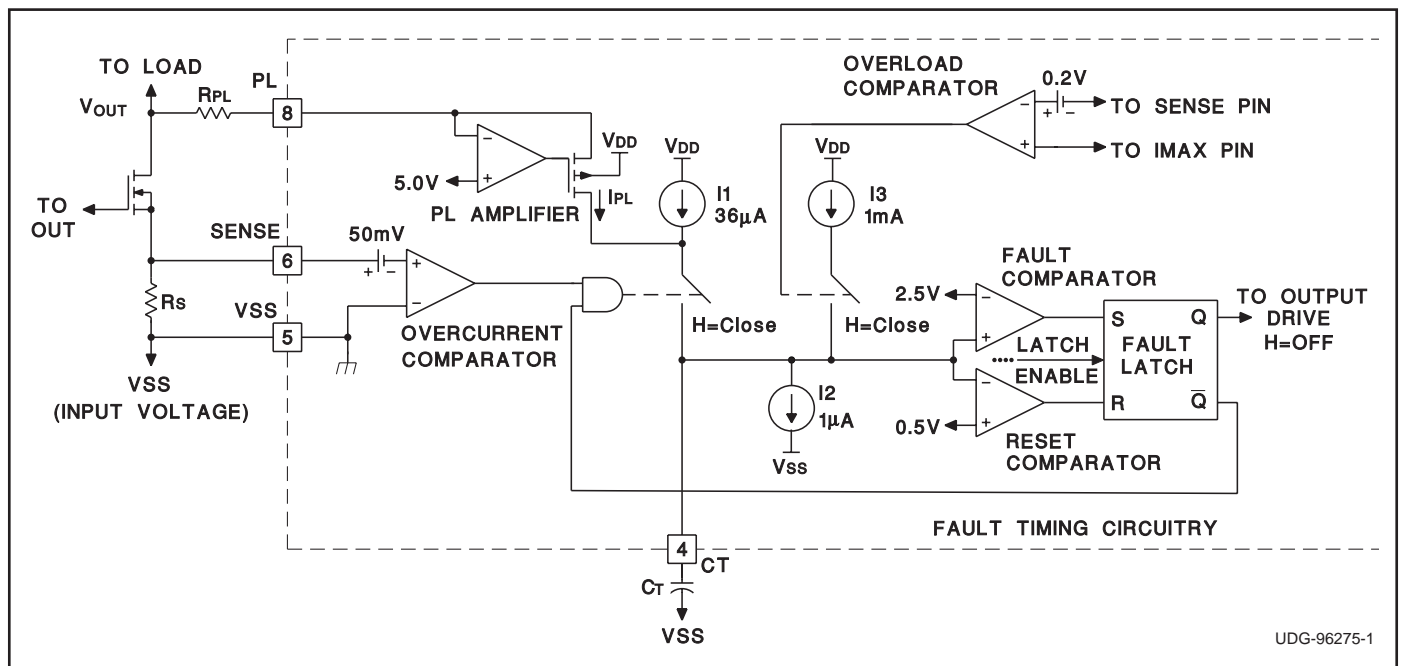 TO LOAD
VOUT
RPL
PL
8
TO
OUT
SENSE
6
RS
VSS
5
VSS
(INPUT VOLTAGE)
50mV
+ -
+
-
OVERCURRENT
COMPARATOR
5.0V
-
+
PL AMPLIFIER
VDD
IPL
VDD
I1
36µA
H=Close
VDD
I3
1mA
H=Close
OVERLOAD
COMPARATOR
0.2V
+ -
-
+
TO SENSE PIN
TO IMAX PIN
I2
1µA
VSS
FAULT
COMPARATOR
2.5V
-
+
LATCH
ENABLE
0.5V
-
+
RESET
COMPARATOR
S
Q
FAULT
LATCH
R
Q̅
TO OUTPUT
DRIVE
H=OFF
FAULT TIMING CIRCUITRY
4
CT
CT
VSS
UDG-96275-1